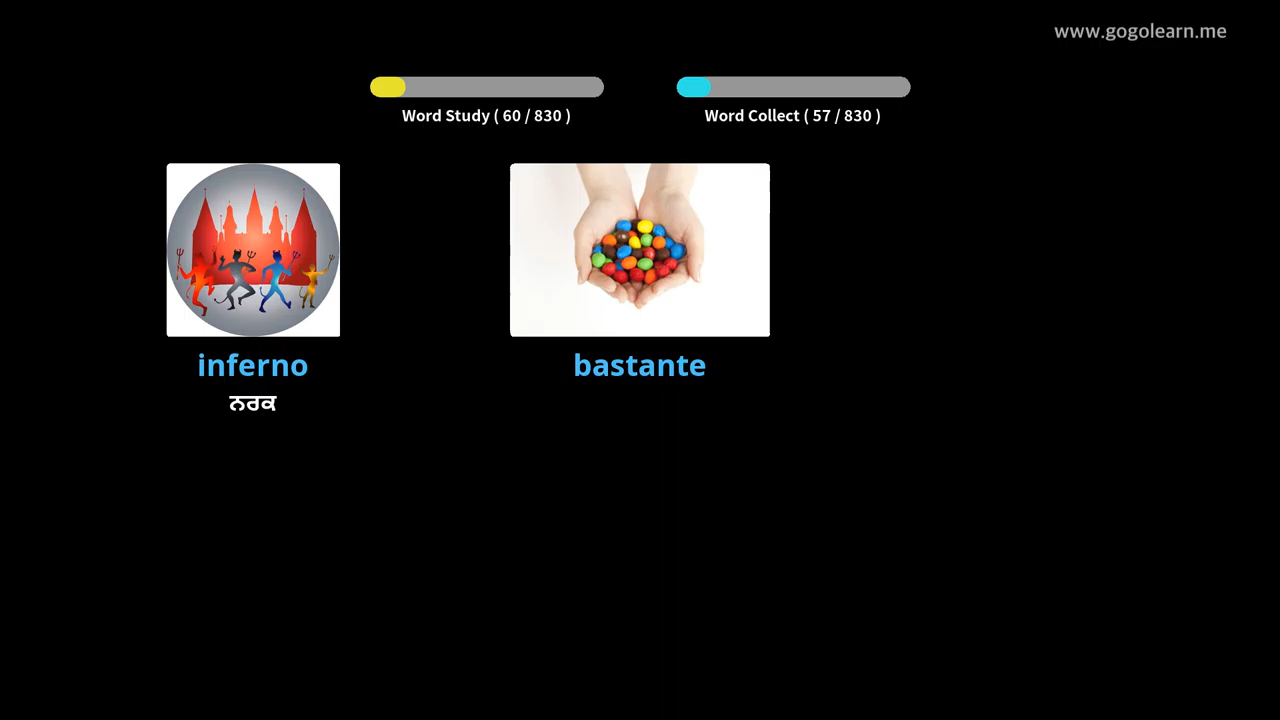 www.gogolearn.me
Word Study ( 60 / 830 )
Word Collect ( 57 / 830 )
inferno
ਨਰਕ
bastante